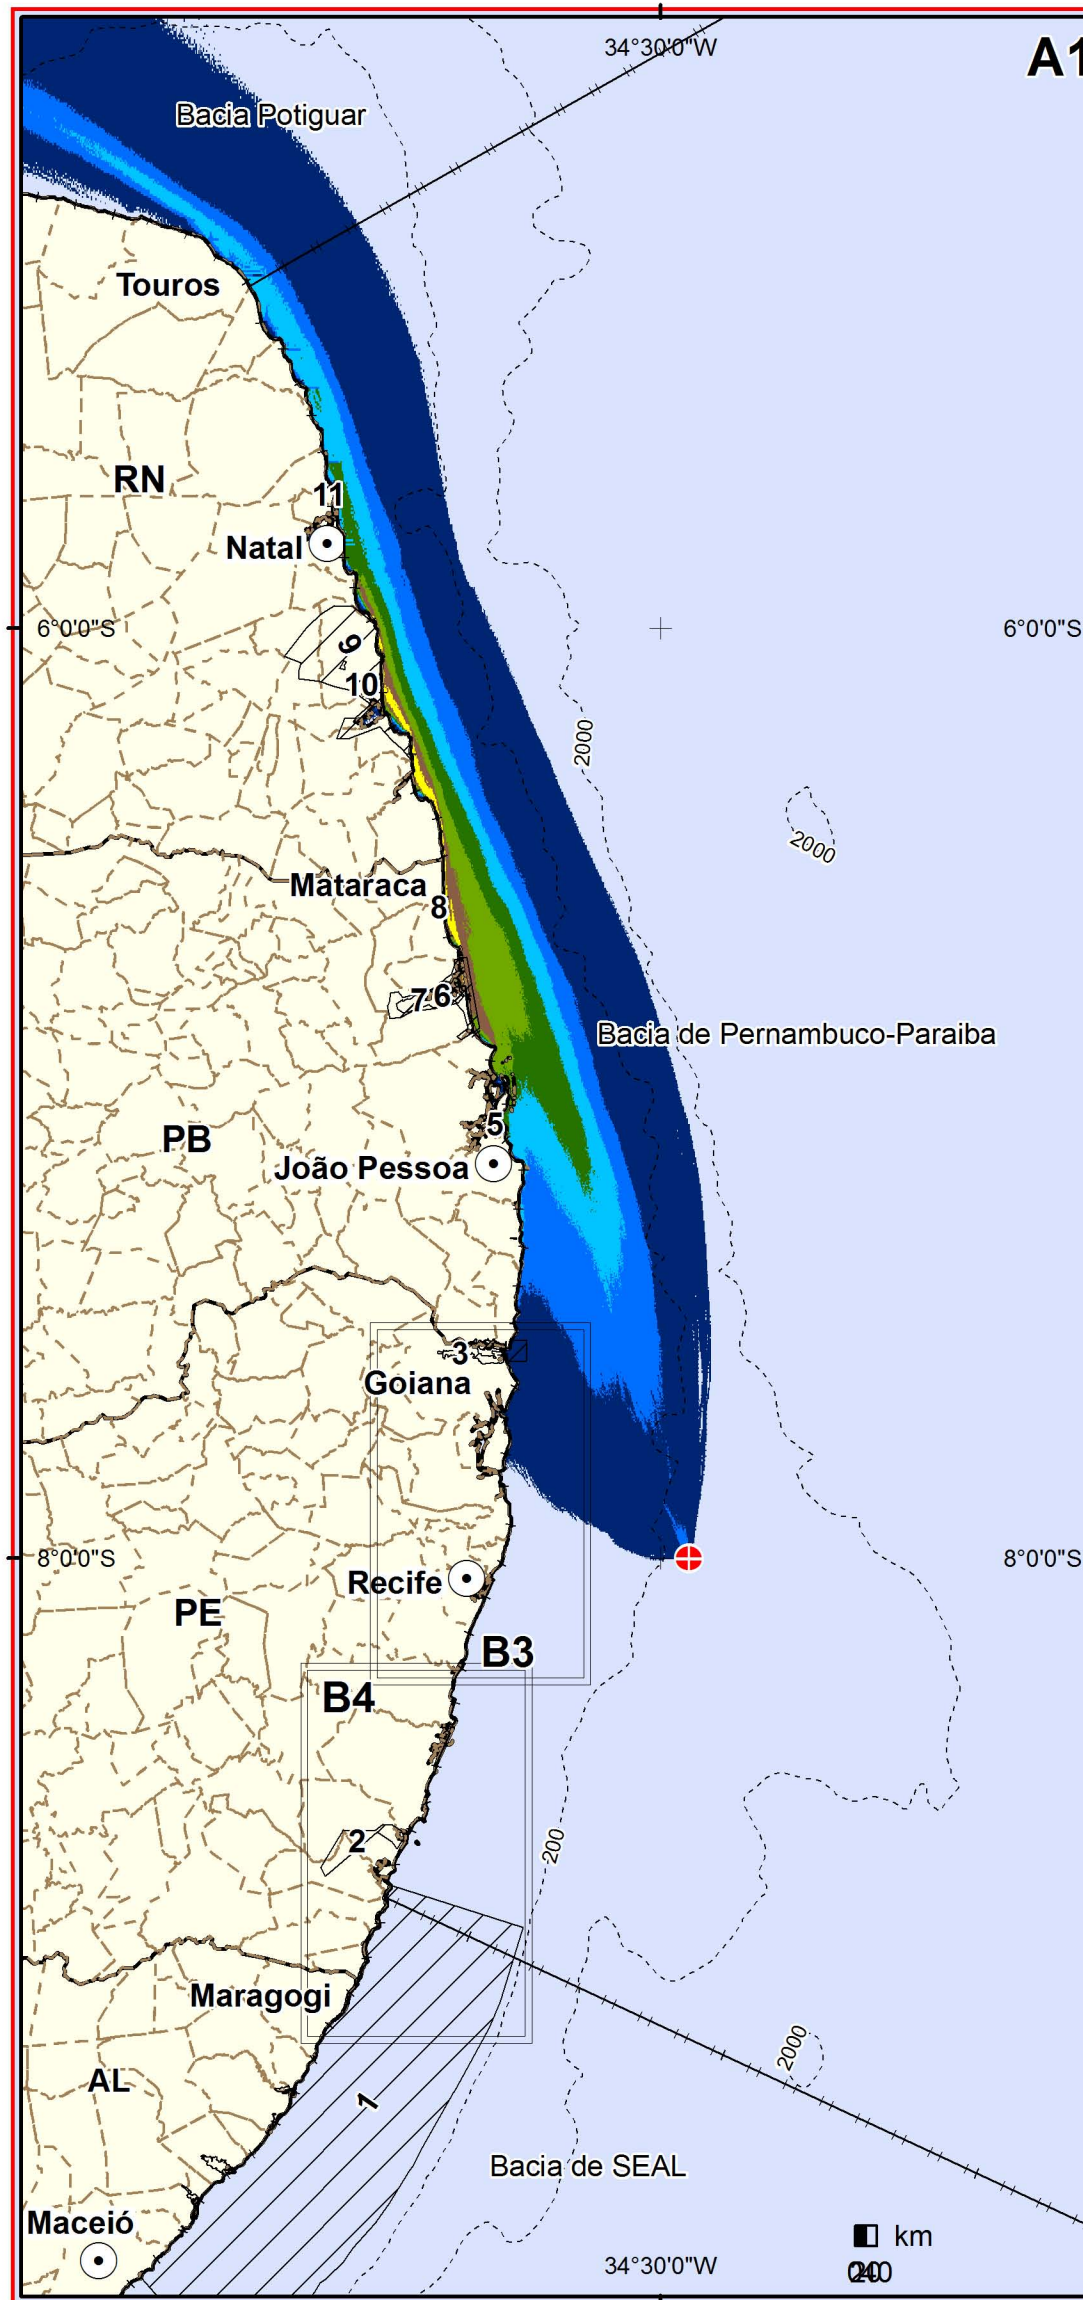 34°30'0"W
A1
Bacia Potiguar
Touros
RN
11
Natal
6°0'0"S
6°0'0"S
9
10
2000
2000
Mataraca
8
7
6
Bacia de Pernambuco-Paraiba
5
PB
João Pessoa
3
Goiana
8°0'0"S
8°0'0"S
Recife
PE
B3
B4
2
200
Maragogi
2000
AL
1
Bacia de SEAL
Maceió
km
34°30'0"W